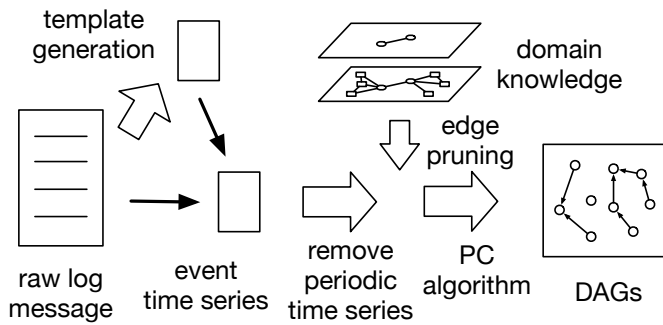 template
generation
domain
knowledge
edge
pruning
raw log
message
event
time series
remove
periodic
time series
PC
algorithm
DAGs